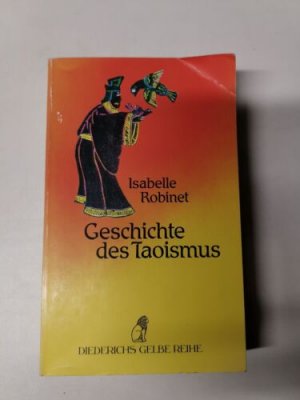 Isabelle
Robinet
Geschichte
des Taoismus
DIEDERICHS GELBE REIHE